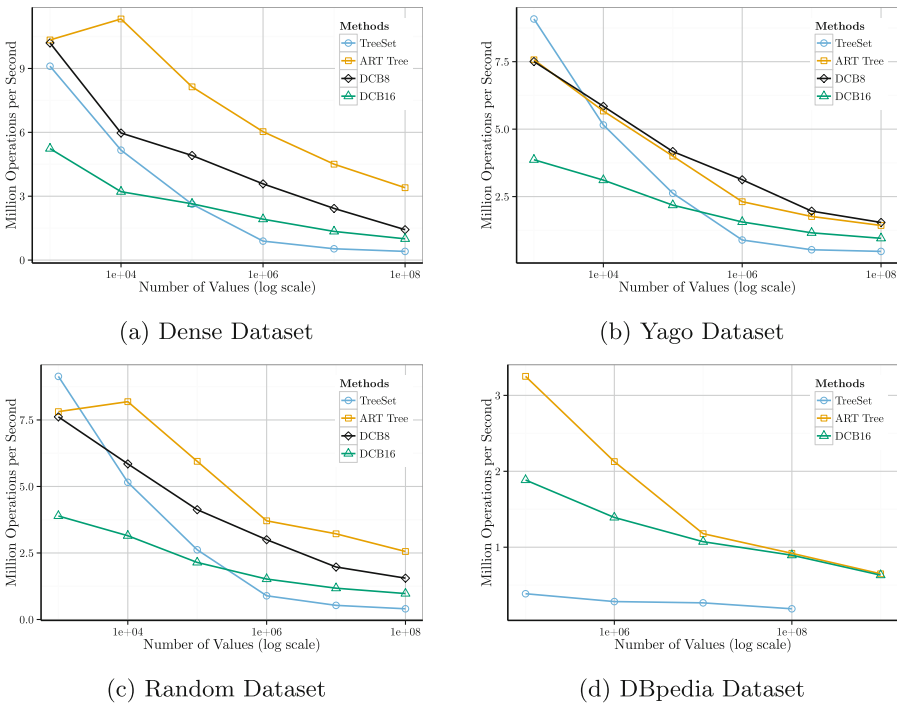 Million Operations per Second
9
6
3
0
1e+04 1e+06 1e+08
Number of Values (log scale)
Methods
TreeSet
ART Tree
DCB8
DCB16
(a) Dense Dataset
Million Operations per Second
7.5
5.0
2.5
1e+04 1e+06 1e+08
Number of Values (log scale)
Methods
TreeSet
ART Tree
DCB8
DCB16
(b) Yago Dataset
Million Operations per Second
7.5
5.0
2.5
0.0
1e+04 1e+06 1e+08
Number of Values (log scale)
Methods
TreeSet
ART Tree
DCB8
DCB16
(c) Random Dataset
Million Operations per Second
3
2
1
1e+06 1e+08
Number of Values (log scale)
Methods
TreeSet
ART Tree
DCB16
(d) DBpedia Dataset